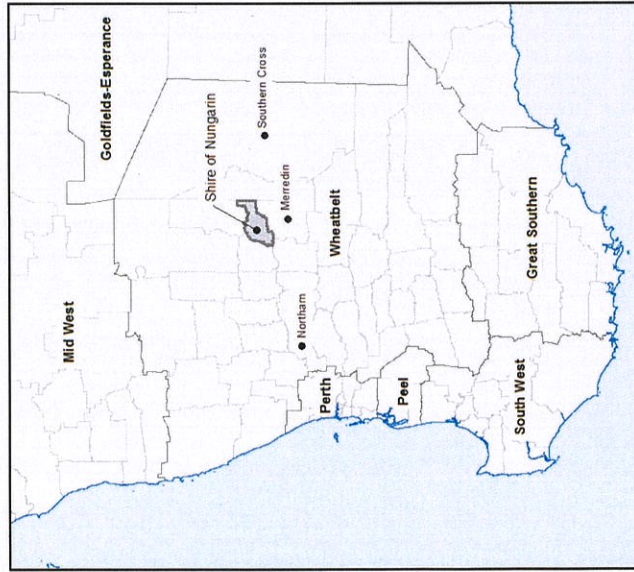 Mid West
Goldfields-Esperance
Shire of Nungarin
Southern Cross
Merredin
Northam
Wheatbelt
Perth
Peel
South West
Great Southern